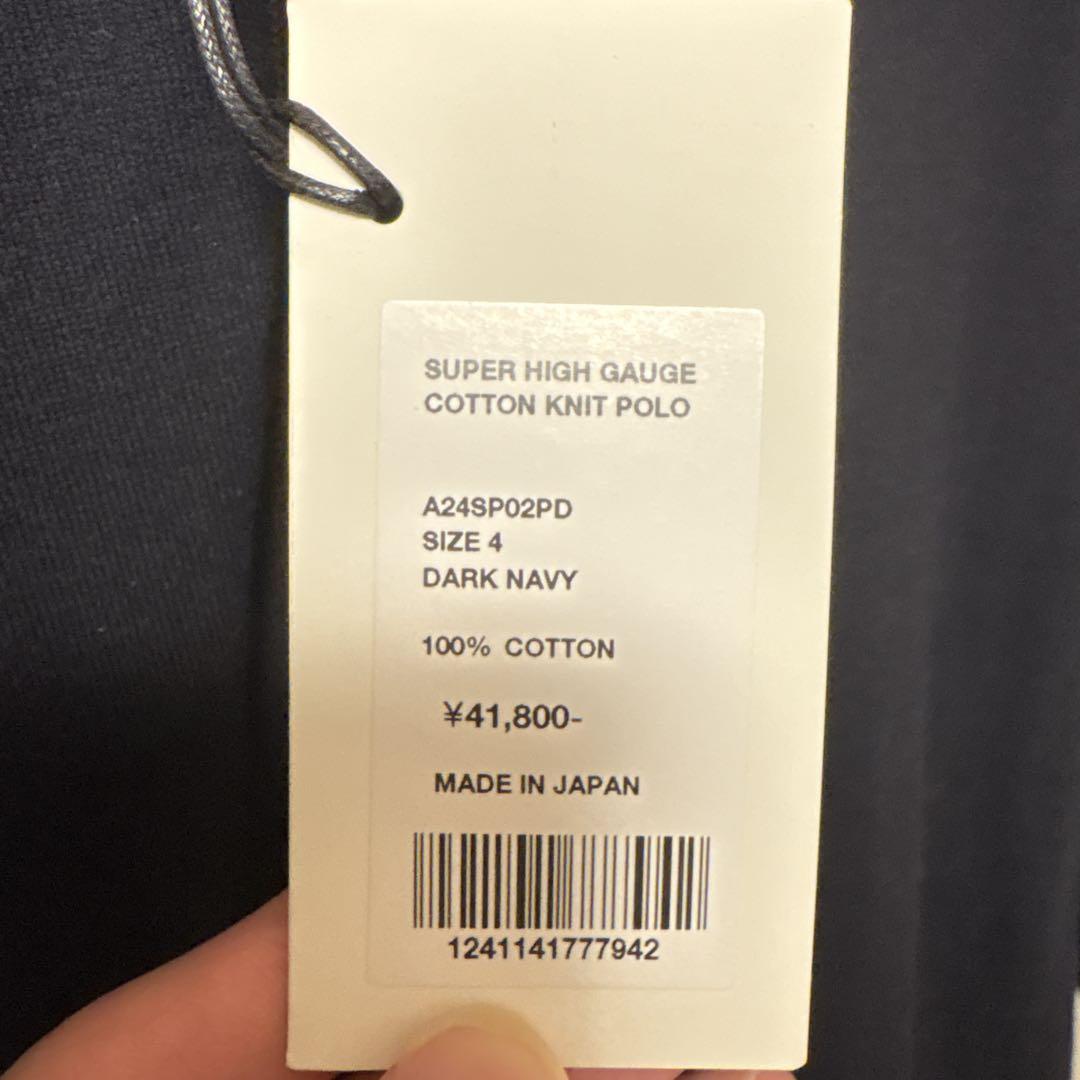 SUPER HIGH GAUGE
COTTON KNIT POLO
A24SP02PD
SIZE 4
DARK NAVY
100% COTTON
¥41,800-
MADE IN JAPAN
1241141777942